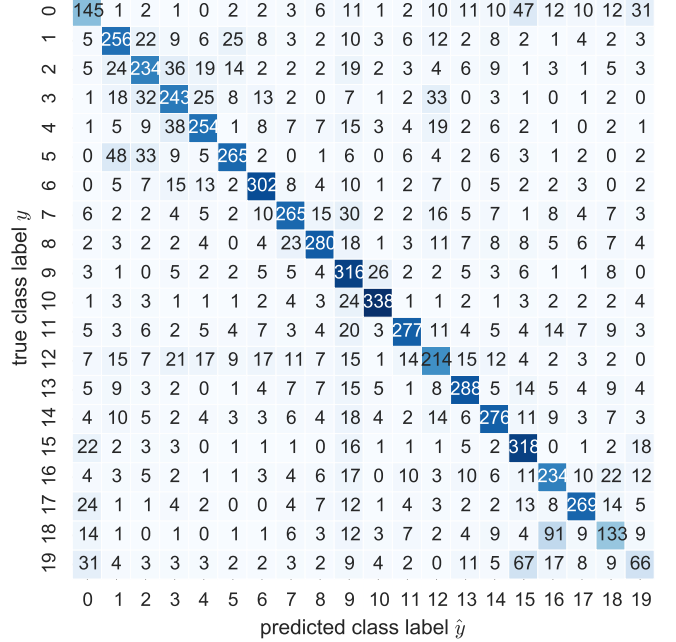 0 145 1 2 1 0 2 2 3 6 11 2 2 10 11 10 47 12 10 12 31
1 5 256 22 9 6 25 8 3 2 10 3 6 12 2 8 2 1 4 2 3
2 5 24 234 36 19 14 2 2 2 19 2 3 4 6 9 1 3 1 5 3
3 1 18 32 243 25 8 13 2 0 7 1 2 33 0 3 1 0 1 2 0
4 1 5 9 38 254 1 8 7 7 15 3 4 19 2 6 2 1 0 2 1
5 0 48 33 9 5 265 2 0 1 6 0 6 4 2 6 3 1 2 0 2
6 0 5 7 15 13 2 302 8 4 10 1 2 7 0 5 2 2 3 0 2
7 6 2 2 4 5 2 10 265 15 30 2 2 16 5 7 1 8 4 7 3
8 2 3 2 2 4 0 4 23 280 18 1 3 11 7 8 8 5 6 7 4
9 3 1 0 5 2 2 5 5 4 316 26 2 2 5 3 6 1 1 8 0
10 1 3 3 1 1 1 2 4 3 24 338 1 1 2 1 3 2 2 2 4
11 5 3 6 2 5 4 7 3 4 20 3 277 11 4 5 4 14 7 9 3
12 7 15 7 21 17 9 17 11 7 15 1 14 214 15 12 4 2 3 2 0
13 5 9 3 2 0 1 4 7 7 15 5 1 8 288 5 14 5 4 9 4
14 4 10 5 2 4 3 3 6 4 18 4 2 14 6 276 11 9 3 7 3
15 22 2 3 3 0 1 1 1 0 16 1 1 1 5 2 318 0 1 2 18
16 4 3 5 2 1 1 3 4 6 17 0 10 3 10 6 11 234 10 22 12
17 24 1 1 4 2 0 0 4 7 12 1 4 3 2 2 13 8 269 14 5
18 14 1 0 1 0 1 1 6 3 12 3 7 2 4 9 4 91 9 133 9
19 31 4 3 3 3 2 2 3 2 9 4 2 0 11 5 67 17 8 9 66
0 1 2 3 4 5 6 7 8 9 10 11 12 13 14 15 16 17 18 19
true class label y
predicted class label ŷ